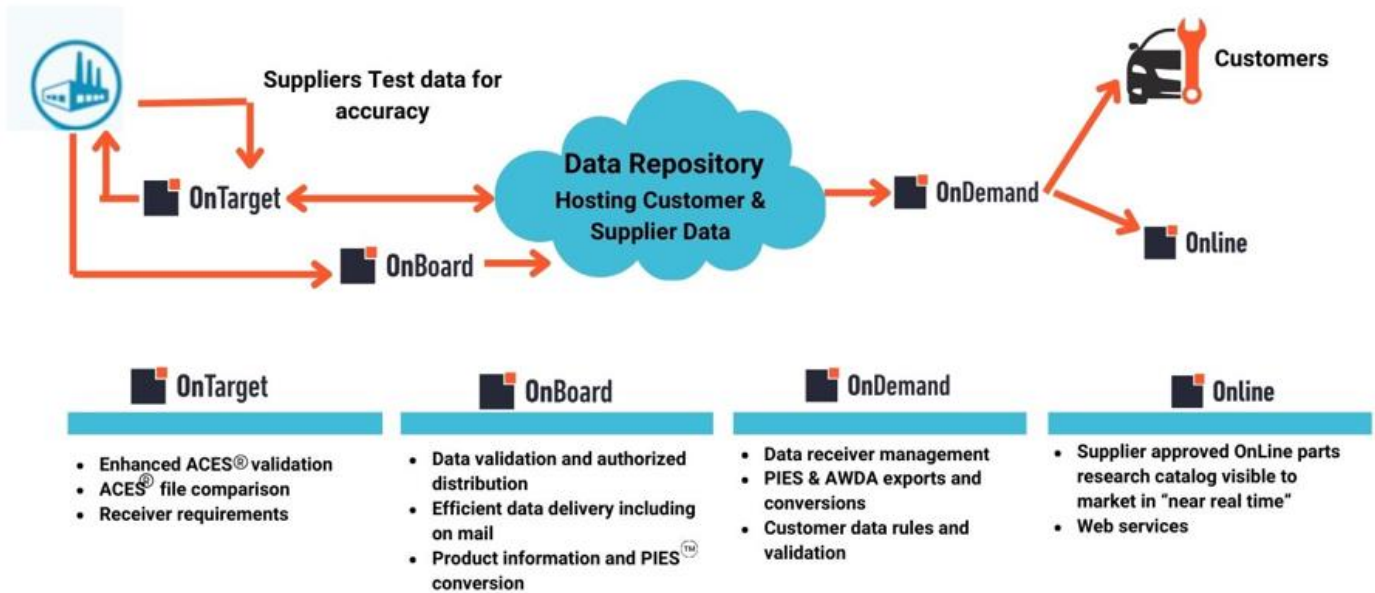 Suppliers Test data for
accuracy
Customers
Data Repository
Hosting Customer &
Supplier Data
OnTarget
OnDemand
OnBoard
Online
OnTarget
OnBoard
OnDemand
Online
• Enhanced ACES® validation
• ACES® file comparison
• Receiver requirements
• Data validation and authorized
distribution
• Efficient data delivery including
on mail
• Product information and PIES™
conversion
• Data receiver management
• PIES & AWDA exports and
conversions
• Customer data rules and
validation
• Supplier approved OnLine parts
research catalog visible to
market in “near real time”
• Web services